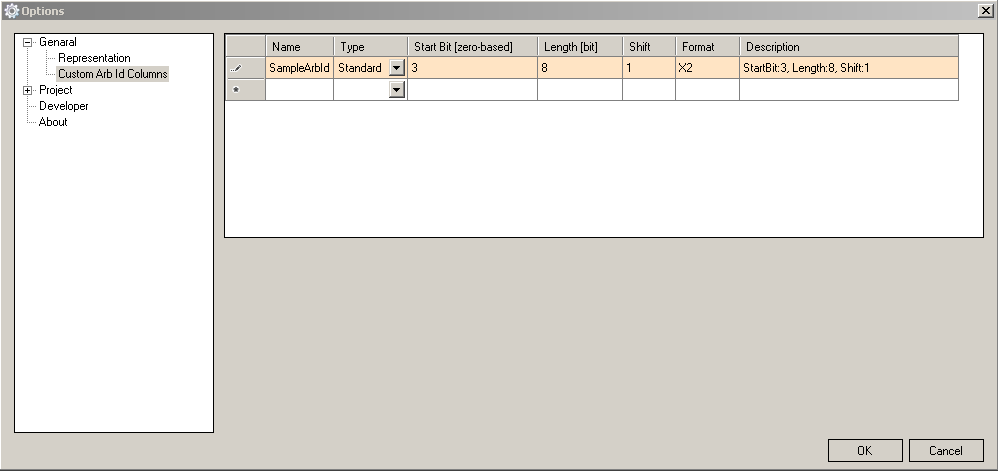 Options
Genaral
Representation
Custom Arb Id Columns
Project
Developer
About
Name Type Start Bit [zero-based] Length [bit] Shift Format Description
SampleArbId Standard 3 8 1 X2 StartBit:3, Length:8, Shift:1
OK Cancel